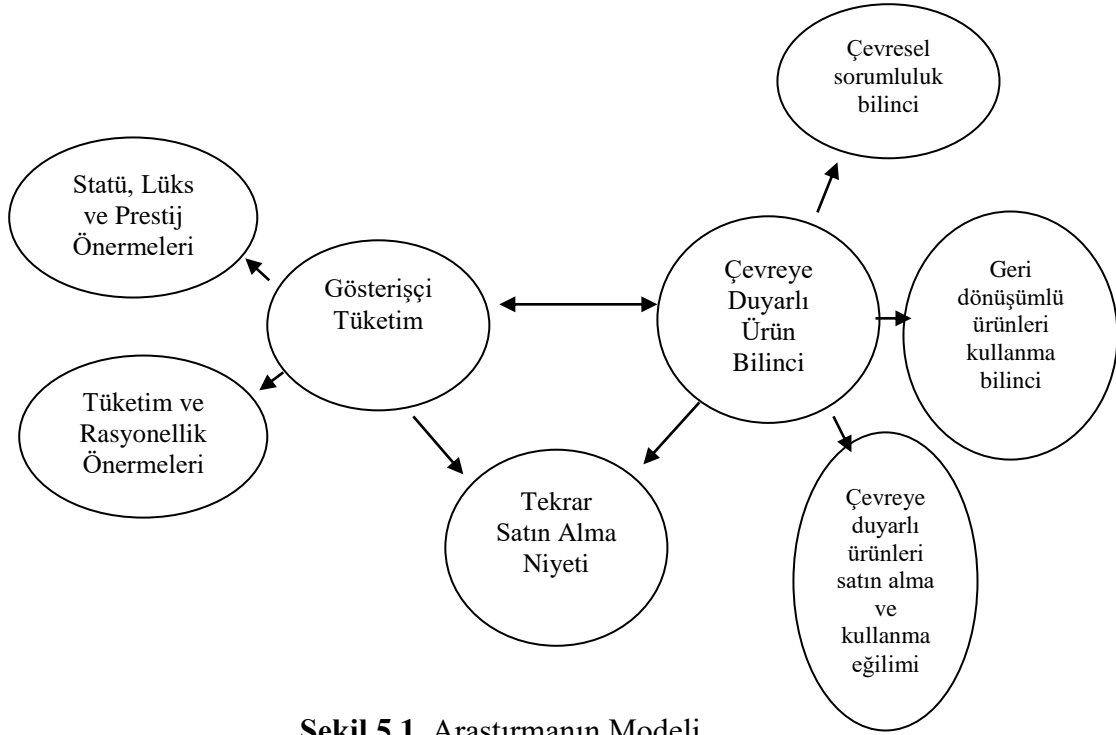 Çevresel
sorumluluk
bilinci
Statü, Lüks
ve Prestij
Önermeleri
Gösterişçi
Tüketim
Çevreye
Duyarlı
Ürün
Bilinci
Geri
dönüşümlü
ürünleri
kullanma
bilinci
Tüketim ve
Rasyonellik
Önermeleri
Tekrar
Satın Alma
Niyeti
Çevreye
duyarlı
ürünleri
satın alma
ve
kullanma
eğilimi
Şekil 5.1. Araştırmanın Modeli